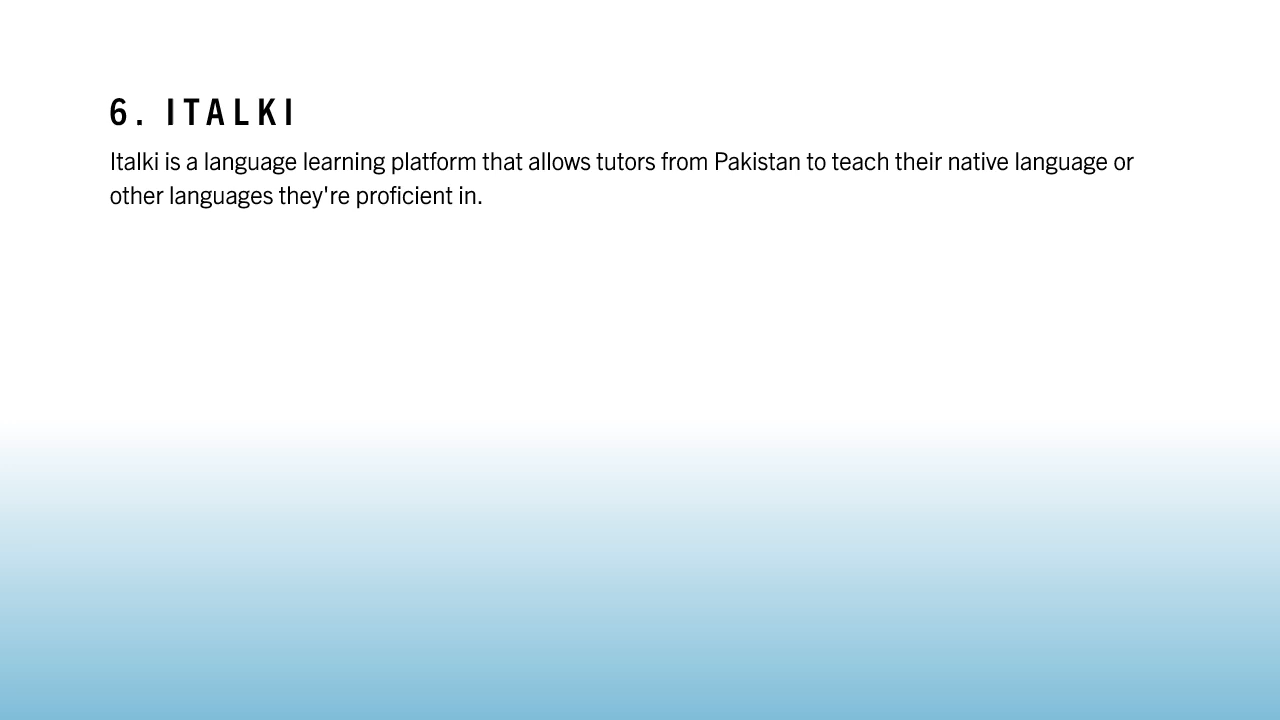 6. ITALKI
Italki is a language learning platform that allows tutors from Pakistan to teach their native language or
other languages they're proficient in.